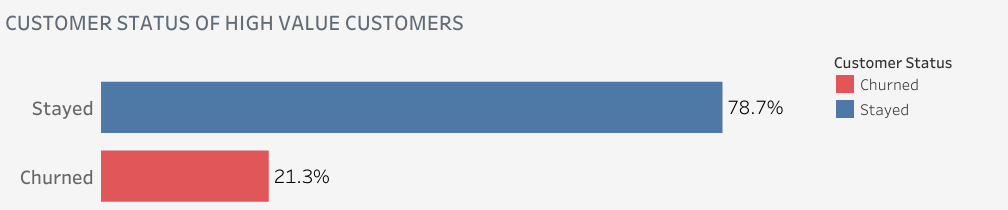 CUSTOMER STATUS OF HIGH VALUE CUSTOMERS
Customer Status
Churned
Stayed
Stayed 78.7%
Churned 21.3%